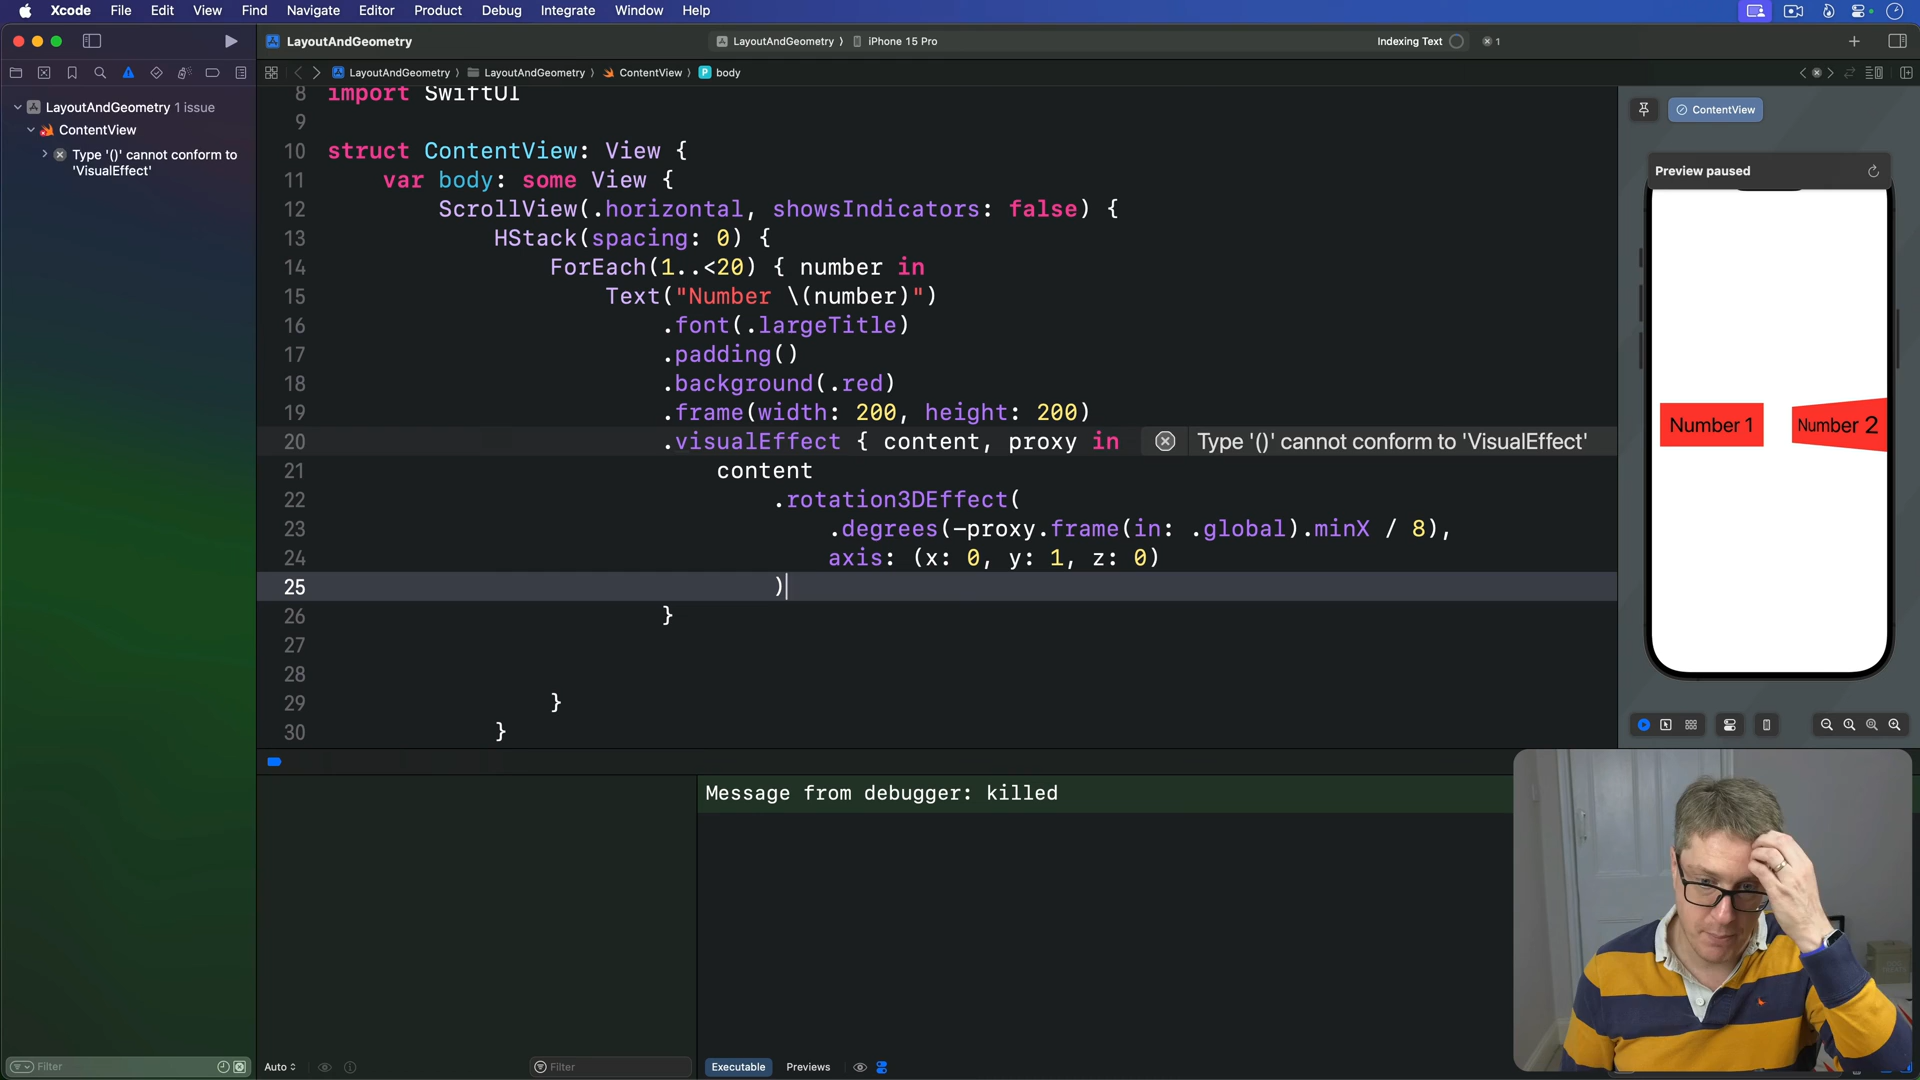 Xcode File Edit View Find Navigate Editor Product Debug Integrate Window Help
LayoutAndGeometry
LayoutAndGeometry iPhone 15 Pro
Indexing Text 1
LayoutAndGeometry LayoutAndGeometry ContentView P body
LayoutAndGeometry 1 issue
ContentView
Type '()' cannot conform to
'VisualEffect'
8 import SwiftUI
9
10 struct ContentView: View {
11 var body: some View {
12 ScrollView(.horizontal, showsIndicators: false) {
13 HStack(spacing: 0) {
14 ForEach(1..<20) { number in
15 Text("Number \(number)")
16 .font(.largeTitle)
17 .padding()
18 .background(.red)
19 .frame(width: 200, height: 200)
20 .visualEffect { content, proxy in Type '()' cannot conform to 'VisualEffect'
21 content
22 .rotation3DEffect(
23 .degrees(-proxy.frame(in: .global).minX / 8),
24 axis: (x: 0, y: 1, z: 0)
25 )
26 }
27
28
29 }
30 }
ContentView
Preview paused
Number 1 Number 2
Message from debugger: killed
Filter
Auto
Filter
Executable Previews